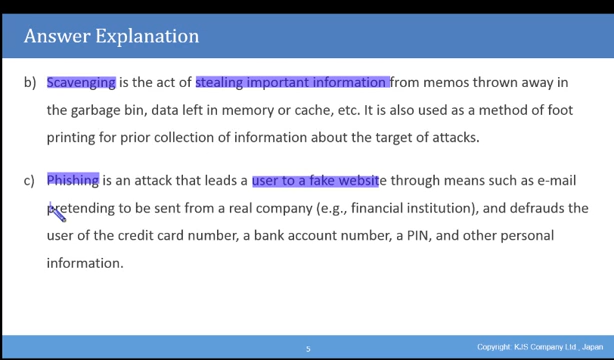 Answer Explanation
b) Scavenging is the act of stealing important information from memos thrown away in
the garbage bin, data left in memory or cache, etc. It is also used as a method of foot
printing for prior collection of information about the target of attacks.
c) Phishing is an attack that leads a user to a fake website through means such as e-mail
pretending to be sent from a real company (e.g., financial institution), and defrauds the
user of the credit card number, a bank account number, a PIN, and other personal
information.
5
Copyright: KJS Company Ltd., Japan